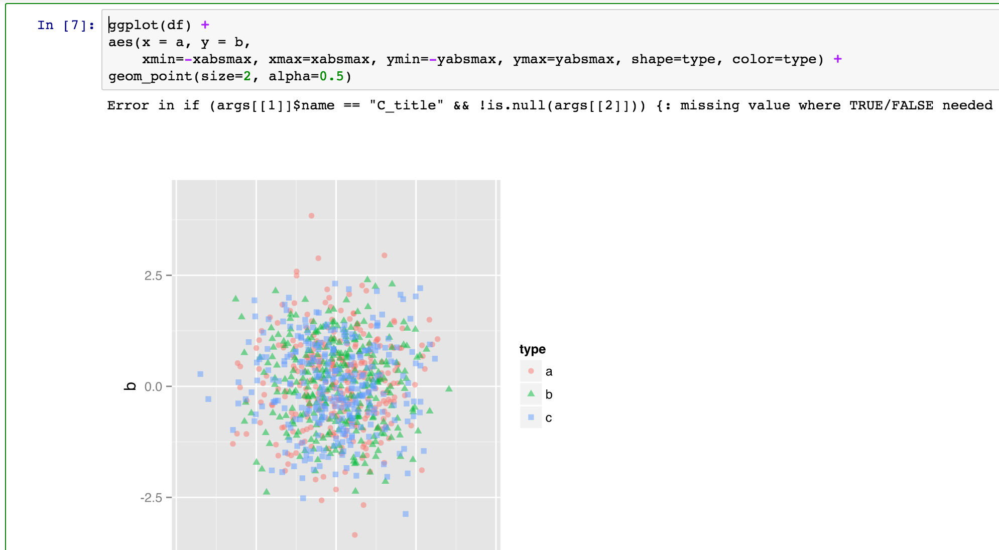 In [7]: ggplot(df) +
aes(x = a, y = b,
    xmin=-xabsmax, xmax=xabsmax, ymin=-yabsmax, ymax=yabsmax, shape=type, color=type) +
geom_point(size=2, alpha=0.5)
Error in if (args[[1]]$name == "C_title" && !is.null(args[[2]])) {: missing value where TRUE/FALSE needed
2.5
b
0.0
-2.5
type
a
b
c